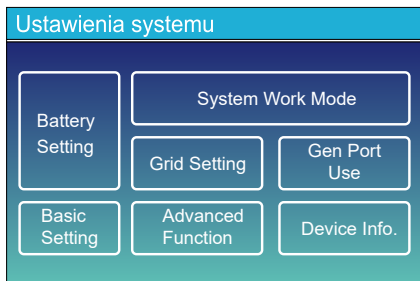 Ustawienia systemu
Battery
Setting
System Work Mode
Grid Setting
Gen Port
Use
Basic
Setting
Advanced
Function
Device Info.